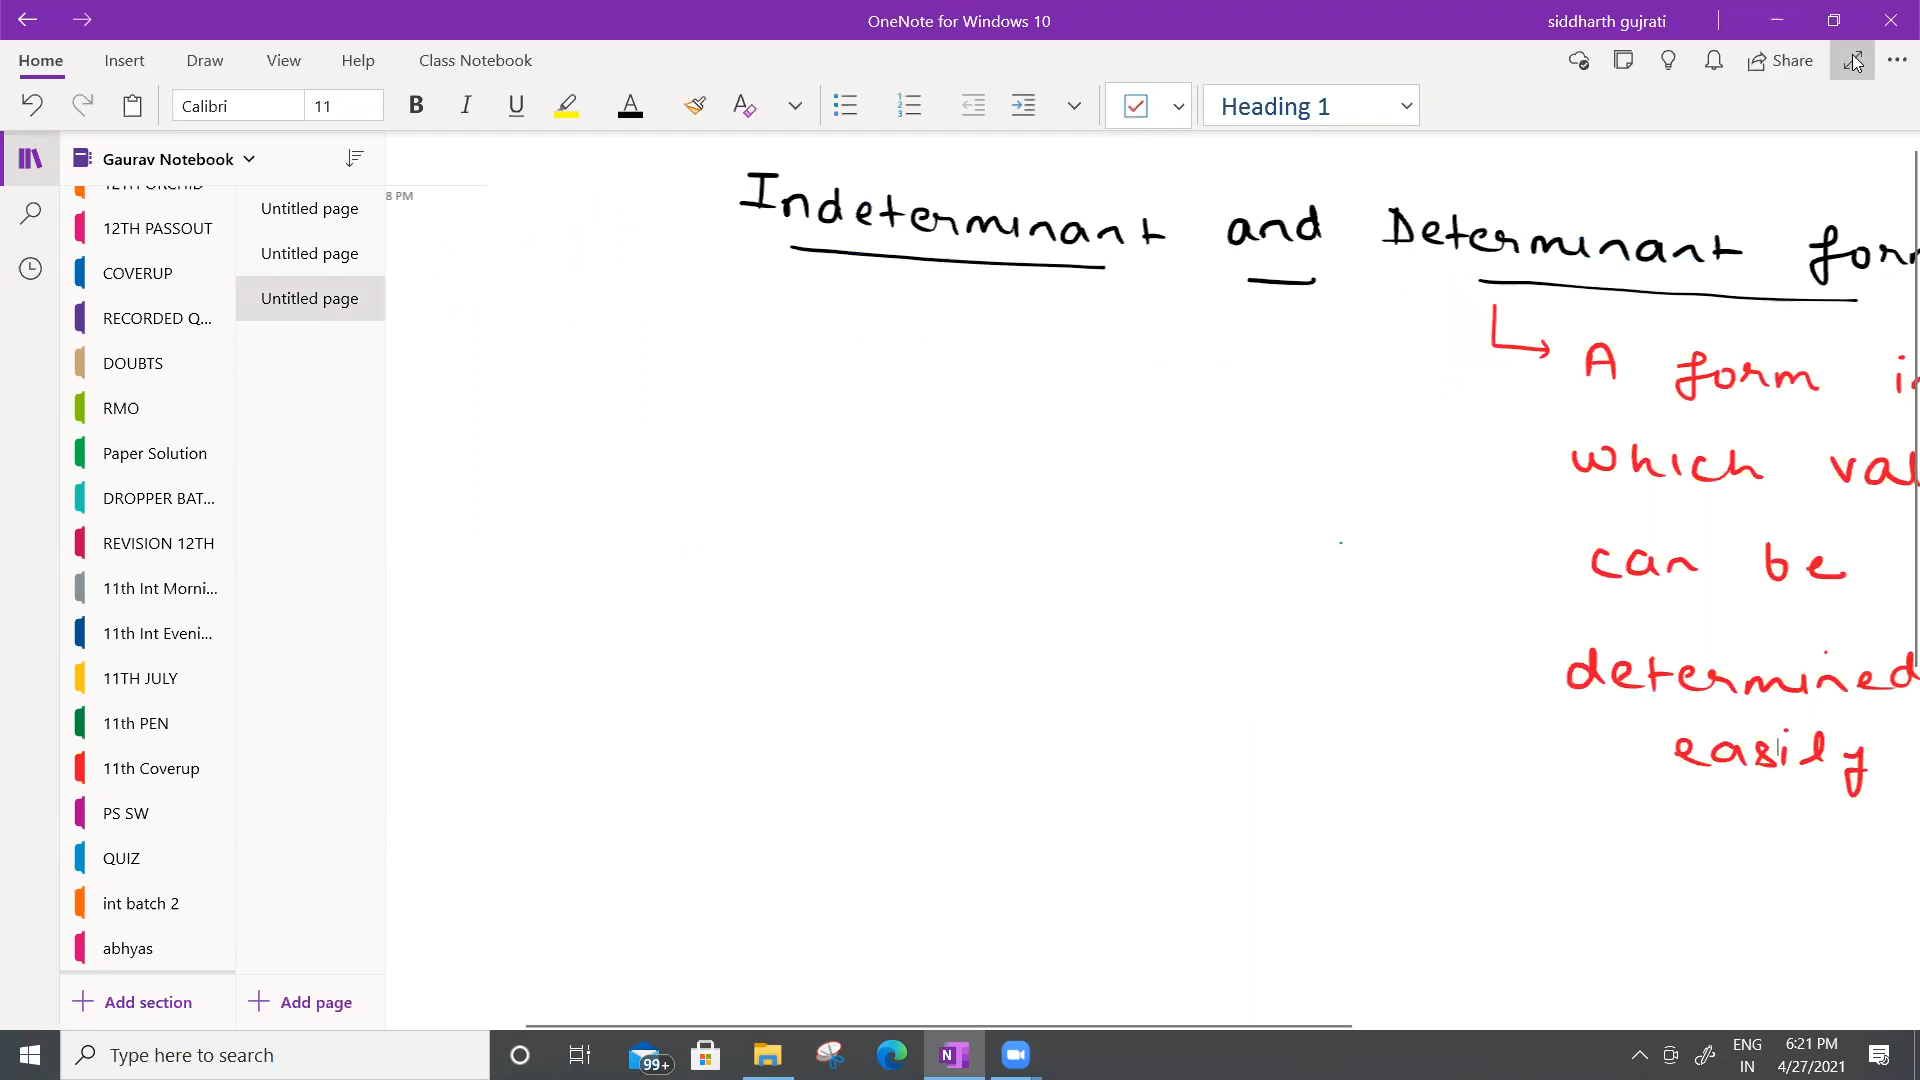 OneNote for Windows 10
siddharth gujrati
Home Insert Draw View Help Class Notebook
Share
Calibri 11 B I U A Heading 1
Gaurav Notebook
12TH ORCHID
12TH PASSOUT
COVERUP
RECORDED Q...
DOUBTS
RMO
Paper Solution
DROPPER BAT...
REVISION 12TH
11th Int Morni...
11th Int Eveni...
11TH JULY
11th PEN
11th Coverup
PS SW
QUIZ
int batch 2
abhyas
Add section
Untitled page
Untitled page
Untitled page
Add page
8 PM
Indeterminant and Determinant form
A form i
which val
can be
determined
easily
Type here to search
99+
N
ENG
IN
6:21 PM
4/27/2021